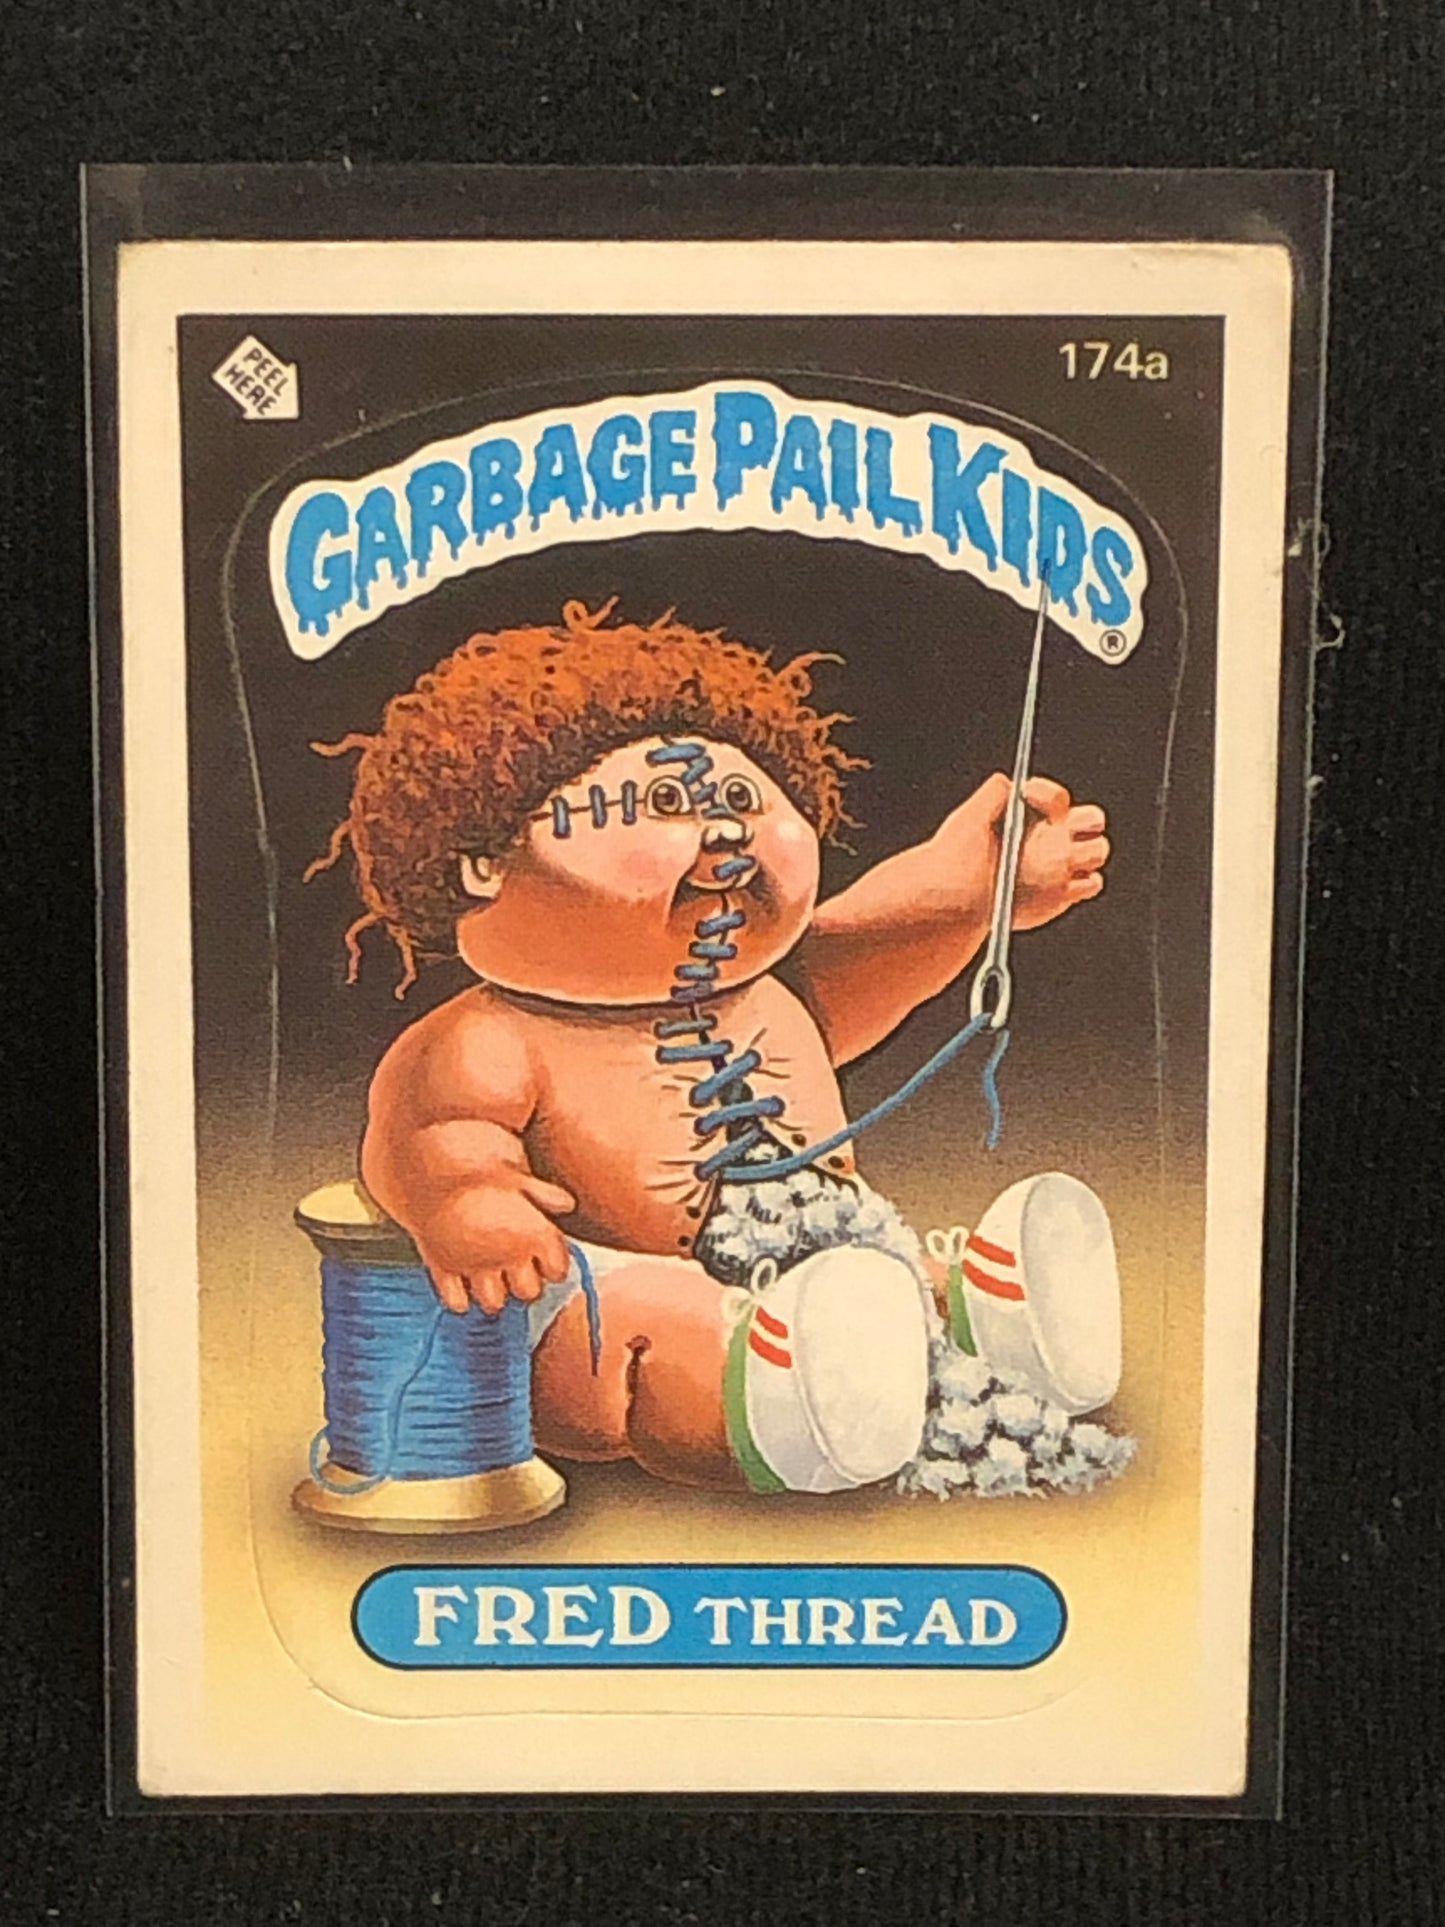 PEEL
HERE
174a
GARBAGE PAIL KIDS
®
FRED THREAD